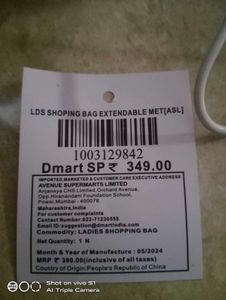 LDS SHOPING BAG EXTENDABLE MET[ASL]
1003129842
Dmart SP ₹ 349.00
IMPORTED,MARKETED & CUSTOMER CARE EXECUTIVE ADDRESS
AVENUE SUPERMARTS LIMITED
Anjaneya CHS Limited,Orchard Avenue,
Opp.Hiranandani Foundation School,
Powai,Mumbai : 400076
Maharashtra,India
For customer complaints
Contact Number:022-71230555
Email ID:suggestion@dmartindia.com
Commodity: LADIES SHOPPING BAG
Net Quantity: 1 N
Month & Year of Manufacture : 05/2024
MRP ₹ 390.00(inclusive of all taxes)
Country of Origin:People's Republic of China
Shot on vivo S1
AI Triple Camera